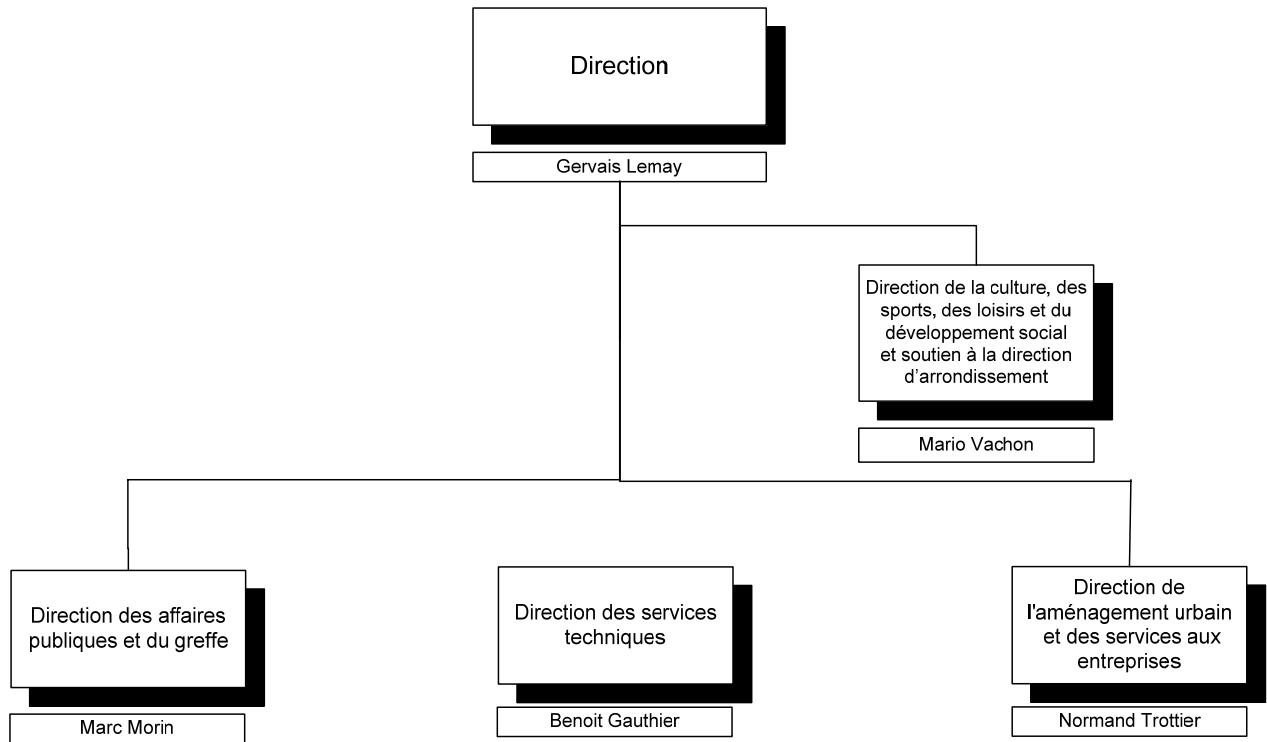 Direction
Gervais Lemay
Direction de la culture, des
sports, des loisirs et du
développement social
et soutien à la direction
d'arrondissement
Mario Vachon
Direction des affaires
publiques et du greffe
Marc Morin
Direction des services
techniques
Benoit Gauthier
Direction de
l'aménagement urbain
et des services aux
entreprises
Normand Trottier